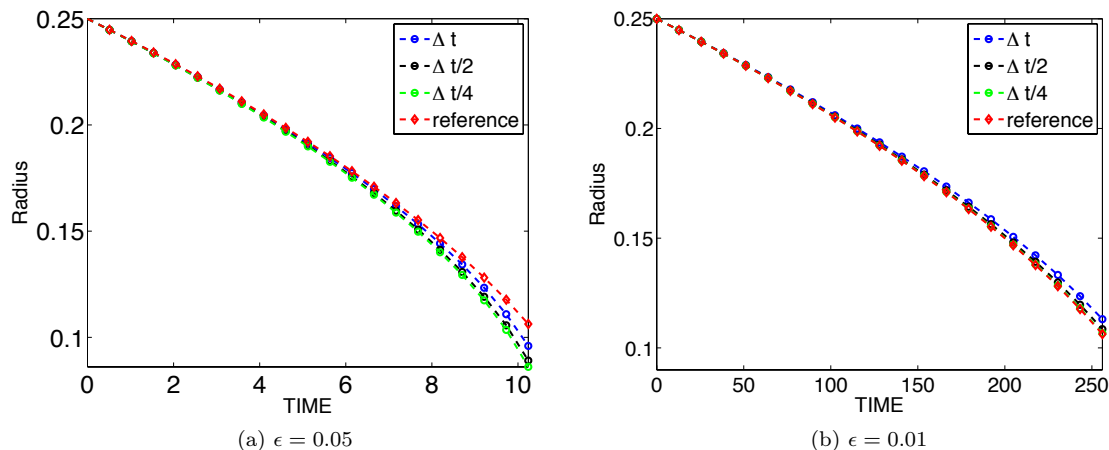 0.25
0.2
0.15
0.1
Radius
0
2
4
6
8
10
TIME
Δ t
Δ t/2
Δ t/4
reference
(a) ϵ = 0.05
0.25
0.2
0.15
0.1
Radius
0
50
100
150
200
250
TIME
Δ t
Δ t/2
Δ t/4
reference
(b) ϵ = 0.01